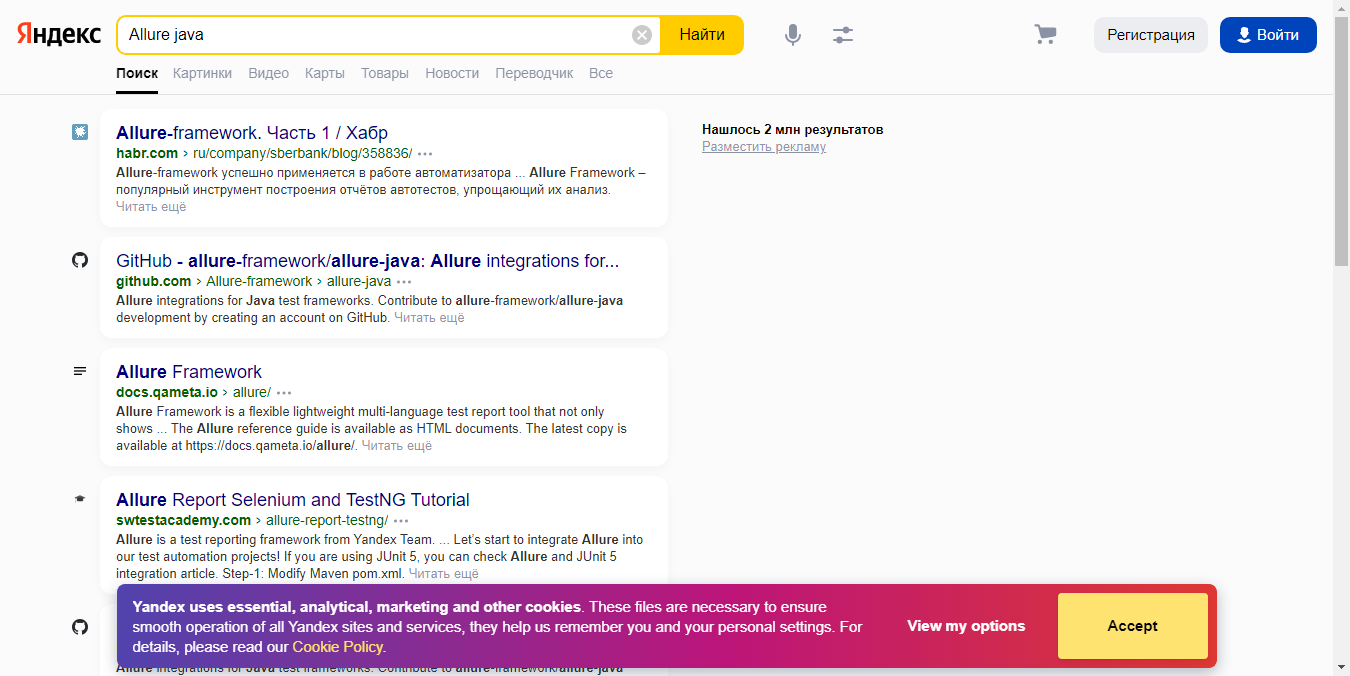 Яндекс
Allure java
Найти
Регистрация
Войти
Поиск Картинки Видео Карты Товары Новости Переводчик Все
Allure-framework. Часть 1 / Хабр
habr.com › ru/company/sberbank/blog/358836/
Allure-framework успешно применяется в работе автоматизатора ... Allure Framework –
популярный инструмент построения отчётов автотестов, упрощающий их анализ.
Читать ещё
Нашлось 2 млн результатов
Разместить рекламу
GitHub - allure-framework/allure-java: Allure integrations for...
github.com › Allure-framework › allure-java
Allure integrations for Java test frameworks. Contribute to allure-framework/allure-java
development by creating an account on GitHub. Читать ещё
Allure Framework
docs.qameta.io › allure/
Allure Framework is a flexible lightweight multi-language test report tool that not only
shows ... The Allure reference guide is available as HTML documents. The latest copy is
available at https://docs.qameta.io/allure/. Читать ещё
Allure Report Selenium and TestNG Tutorial
swtestacademy.com › allure-report-testng/
Allure is a test reporting framework from Yandex Team. ... Let's start to integrate Allure into
our test automation projects! If you are using JUnit 5, you can check Allure and JUnit 5
integration article. Step-1: Modify Maven pom.xml. Читать ещё
Yandex uses essential, analytical, marketing and other cookies. These files are necessary to ensure
smooth operation of all Yandex sites and services, they help us remember you and your personal settings. For
details, please read our Cookie Policy.
View my options
Accept
Allure integrations for Java test frameworks. Contribute to allure-framework/allure-java